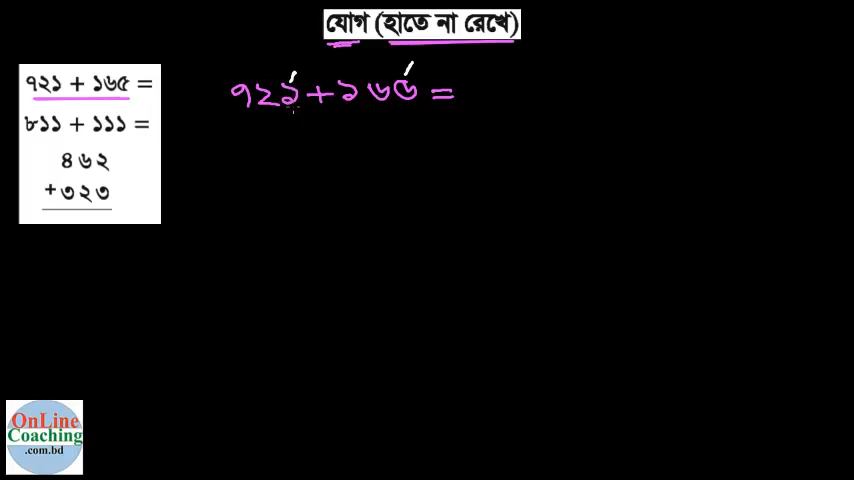 যোগ (হাতে না রেখে)
৭২১ + ১৬৫ =
৮১১ + ১১১ =
৪৬২
+৩২৩
৭২১+১৬৫=
OnLine
Coaching
.com.bd